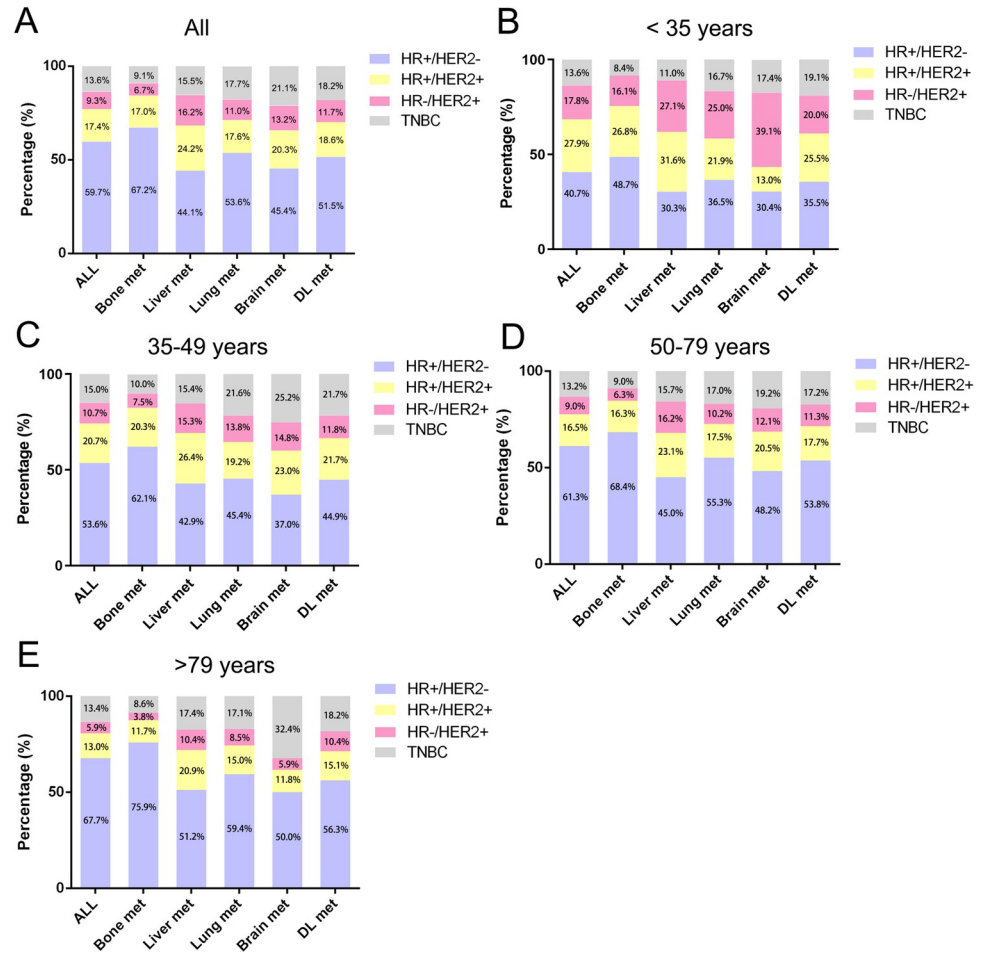 A
All
Percentage (%)
100
50
0
13.6% 9.1% 15.5% 17.7% 21.1% 18.2%
9.3% 6.7% 16.2% 11.0% 13.2% 11.7%
17.4% 17.0% 24.2% 17.6% 20.3% 18.6%
59.7% 67.2% 44.1% 53.6% 45.4% 51.5%
ALL Bone met Liver met Lung met Brain met DL met
HR+/HER2-
HR+/HER2+
HR-/HER2+
TNBC
B
< 35 years
Percentage (%)
100
50
0
13.6% 8.4% 11.0% 16.7% 17.4% 19.1%
17.8% 16.1% 27.1% 25.0% 39.1% 20.0%
27.9% 26.8% 31.6% 21.9% 13.0% 25.5%
40.7% 48.7% 30.3% 36.5% 30.4% 35.5%
ALL Bone met Liver met Lung met Brain met DL met
HR+/HER2-
HR+/HER2+
HR-/HER2+
TNBC
C
35-49 years
Percentage (%)
100
50
0
15.0% 10.0% 15.4% 21.6% 25.2% 21.7%
10.7% 7.5% 15.3% 13.8% 14.8% 11.8%
20.7% 20.3% 26.4% 19.2% 23.0% 21.7%
53.6% 62.1% 42.9% 45.4% 37.0% 44.9%
ALL Bone met Liver met Lung met Brain met DL met
HR+/HER2-
HR+/HER2+
HR-/HER2+
TNBC
D
50-79 years
Percentage (%)
100
50
0
13.2% 9.0% 15.7% 17.0% 19.2% 17.2%
9.0% 6.3% 16.2% 10.2% 12.1% 11.3%
16.5% 16.3% 23.1% 17.5% 20.5% 17.7%
61.3% 68.4% 45.0% 55.3% 48.2% 53.8%
ALL Bone met Liver met Lung met Brain met DL met
HR+/HER2-
HR+/HER2+
HR-/HER2+
TNBC
E
>79 years
Percentage (%)
100
50
0
13.4% 8.6% 17.4% 17.1% 32.4% 18.2%
5.9% 3.8% 10.4% 8.5% 5.9% 10.4%
13.0% 11.7% 20.9% 15.0% 11.8% 15.1%
67.7% 75.9% 51.2% 59.4% 50.0% 56.3%
ALL Bone met Liver met Lung met Brain met DL met
HR+/HER2-
HR+/HER2+
HR-/HER2+
TNBC